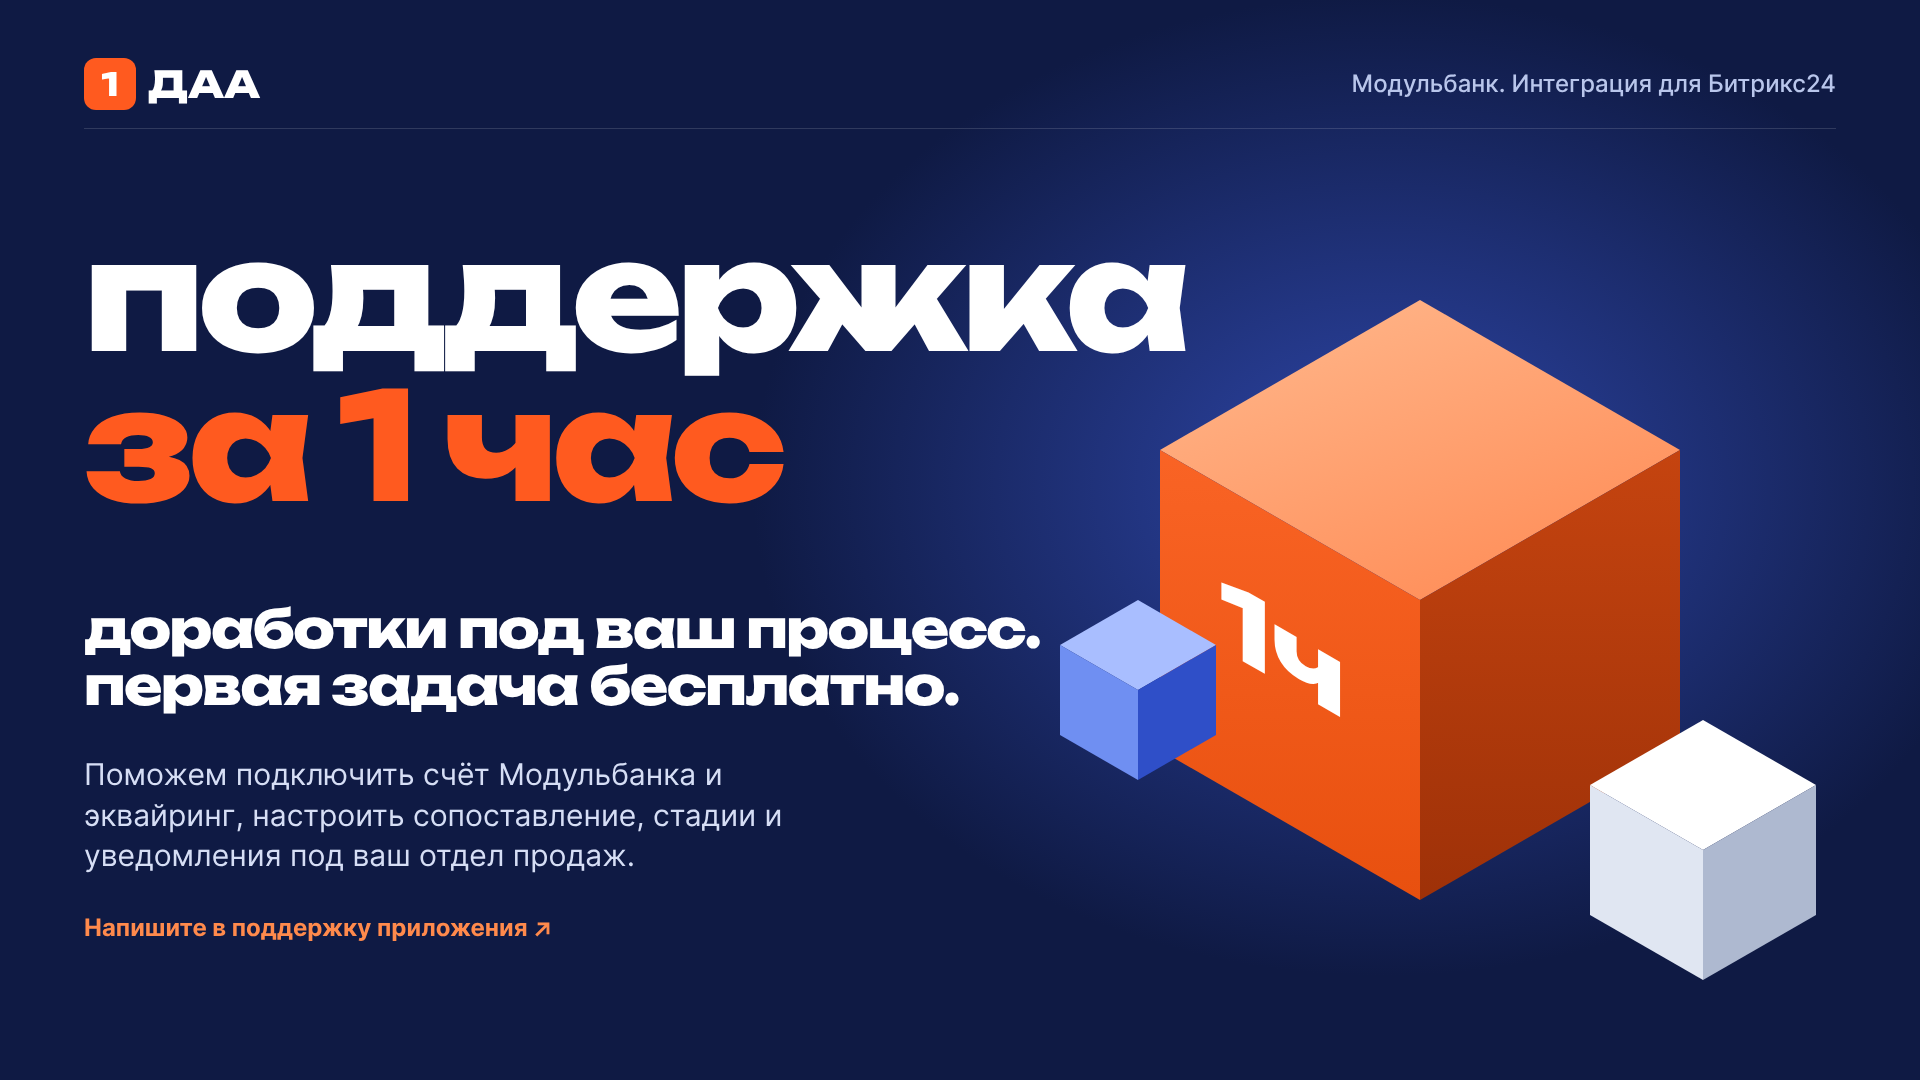 1 ДАА
Модульбанк. Интеграция для Битрикс24
поддержка
за 1 час
доработки под ваш процесс.
первая задача бесплатно.
Поможем подключить счёт Модульбанка и
эквайринг, настроить сопоставление, стадии и
уведомления под ваш отдел продаж.
Напишите в поддержку приложения ↗
1ч